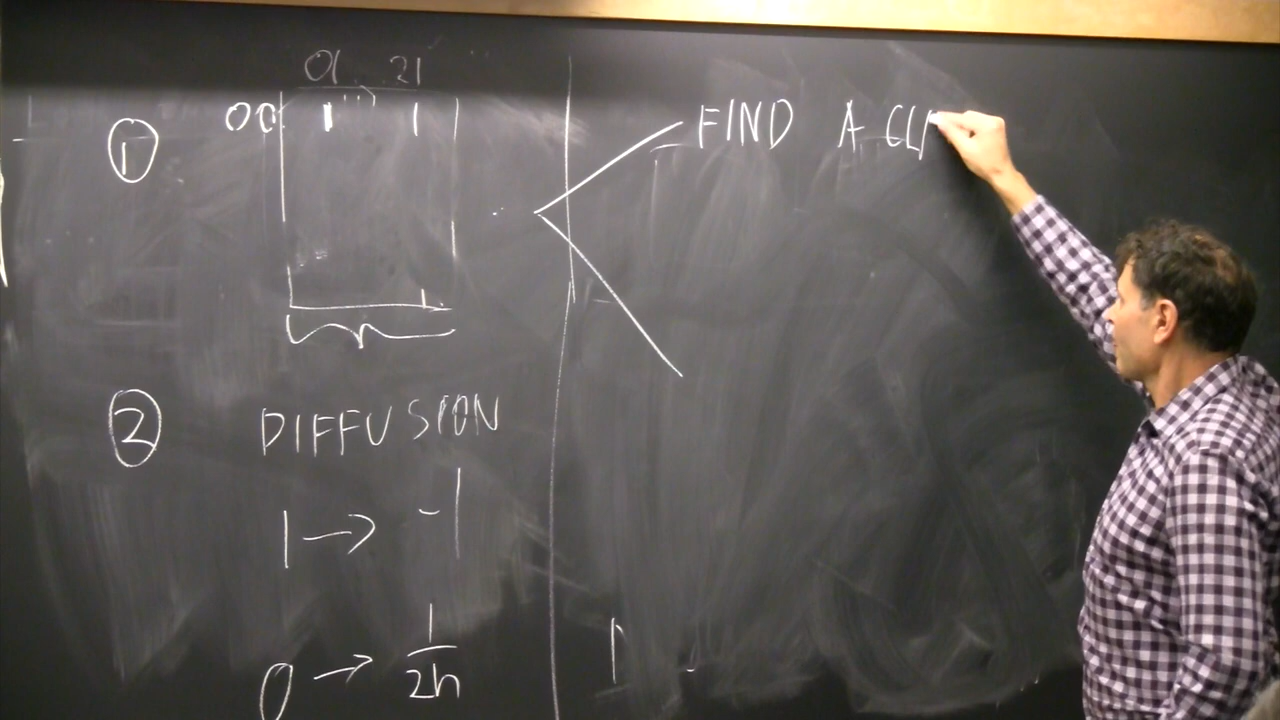 01 21
① 00 1 1
FIND A CL
② DIFFUSION
1 → -1
0 → 1/2n